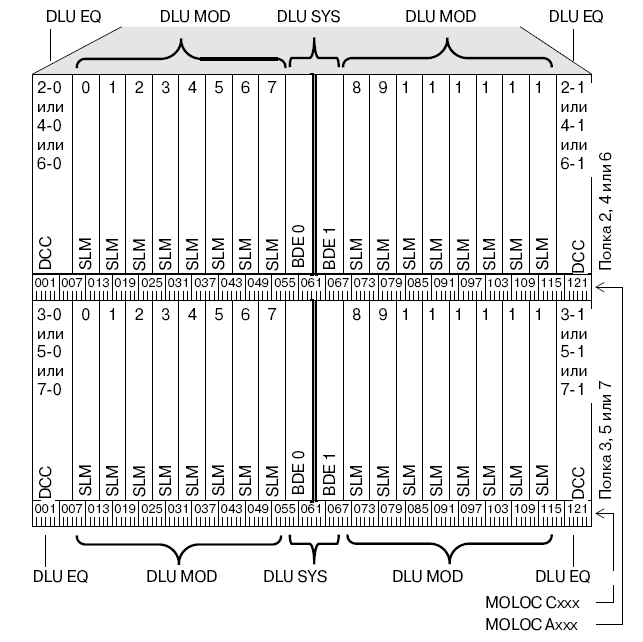 DLU EQ DLU MOD DLU SYS DLU MOD DLU EQ
2-0 0 1 2 3 4 5 6 7 8 9 1 1 1 1 1 1 2-1
или или
4-0 4-1
или или
6-0 6-1
DCC SLM SLM SLM SLM SLM SLM SLM SLM BDE 0 BDE 1 SLM SLM SLM SLM SLM SLM SLM SLM DCC
Полка 2, 4 или 6
001 007 013 019 025 031 037 043 049 055 061 067 073 079 085 091 097 103 109 115 121
3-0 0 1 2 3 4 5 6 7 8 9 1 1 1 1 1 1 3-1
или или
5-0 5-1
или или
7-0 7-1
DCC SLM SLM SLM SLM SLM SLM SLM SLM BDE 0 BDE 1 SLM SLM SLM SLM SLM SLM SLM SLM DCC
Полка 3, 5 или 7
001 007 013 019 025 031 037 043 049 055 061 067 073 079 085 091 097 103 109 115 121
DLU EQ DLU MOD DLU SYS DLU MOD DLU EQ
MOLOC Cxxx
MOLOC Axxx